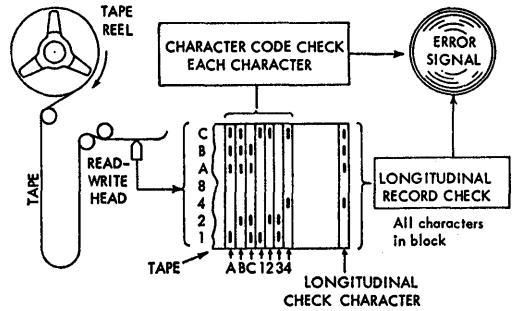 TAPE
REEL
CHARACTER CODE CHECK
EACH CHARACTER
ERROR
SIGNAL
READ-
WRITE
HEAD
TAPE
C
B
A
8
4
2
1
LONGITUDINAL
RECORD CHECK
All characters
in block
TAPE
A B C 1 2 3 4
LONGITUDINAL
CHECK CHARACTER